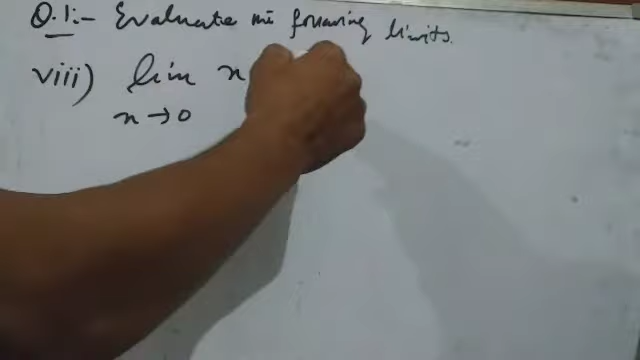 Q.1:- Evaluate the following limits.
viii) lim x
x→0